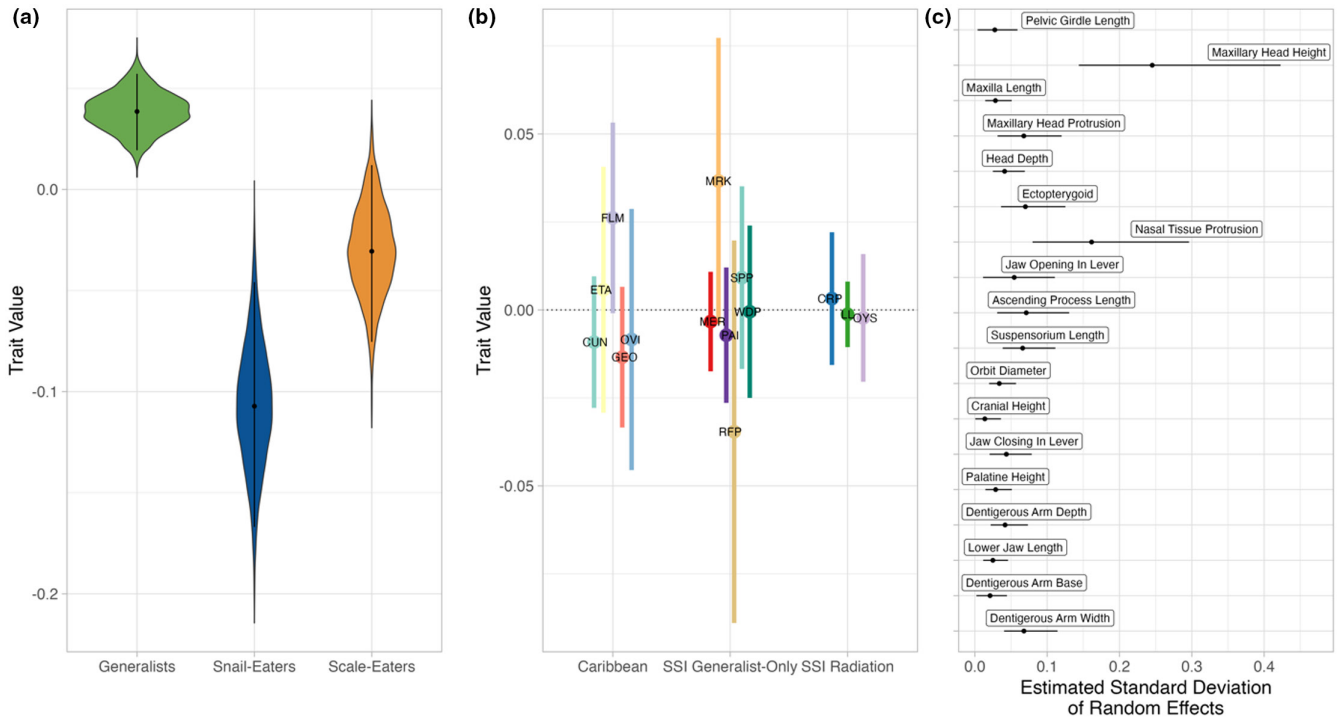 (a)
Trait Value
0.0
-0.1
-0.2
Generalists
Snail-Eaters
Scale-Eaters
(b)
Trait Value
0.05
0.00
-0.05
MRK
FLM
ETA
SPP
CRP
MER
WDP
LIL
OYS
CUN
OVI
PAI
GEO
RFP
Caribbean
SSI Generalist-Only
SSI Radiation
(c)
Pelvic Girdle Length
Maxillary Head Height
Maxilla Length
Maxillary Head Protrusion
Head Depth
Ectopterygoid
Nasal Tissue Protrusion
Jaw Opening In Lever
Ascending Process Length
Suspensorium Length
Orbit Diameter
Cranial Height
Jaw Closing In Lever
Palatine Height
Dentigerous Arm Depth
Lower Jaw Length
Dentigerous Arm Base
Dentigerous Arm Width
0.0
0.1
0.2
0.3
0.4
Estimated Standard Deviation
of Random Effects